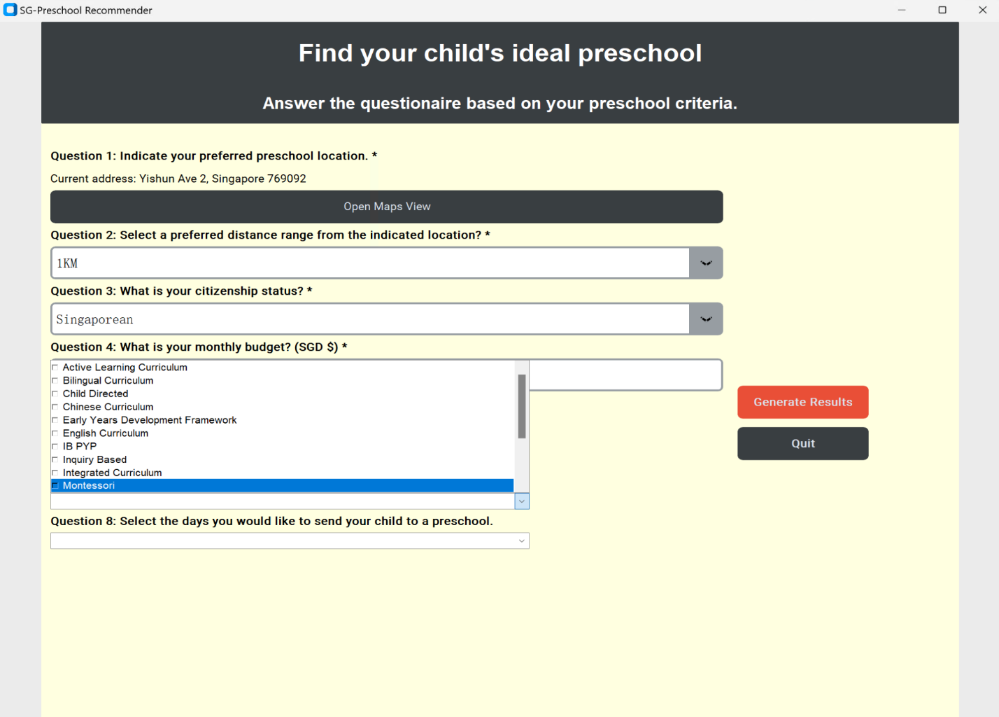 SG-Preschool Recommender
Find your child's ideal preschool
Answer the questionaire based on your preschool criteria.
Question 1: Indicate your preferred preschool location. *
Current address: Yishun Ave 2, Singapore 769092
Open Maps View
Question 2: Select a preferred distance range from the indicated location? *
1KM
Question 3: What is your citizenship status? *
Singaporean
Question 4: What is your monthly budget? (SGD $) *
Active Learning Curriculum
Bilingual Curriculum
Child Directed
Chinese Curriculum
Early Years Development Framework
English Curriculum
IB PYP
Inquiry Based
Integrated Curriculum
Montessori
Generate Results
Quit
Question 8: Select the days you would like to send your child to a preschool.